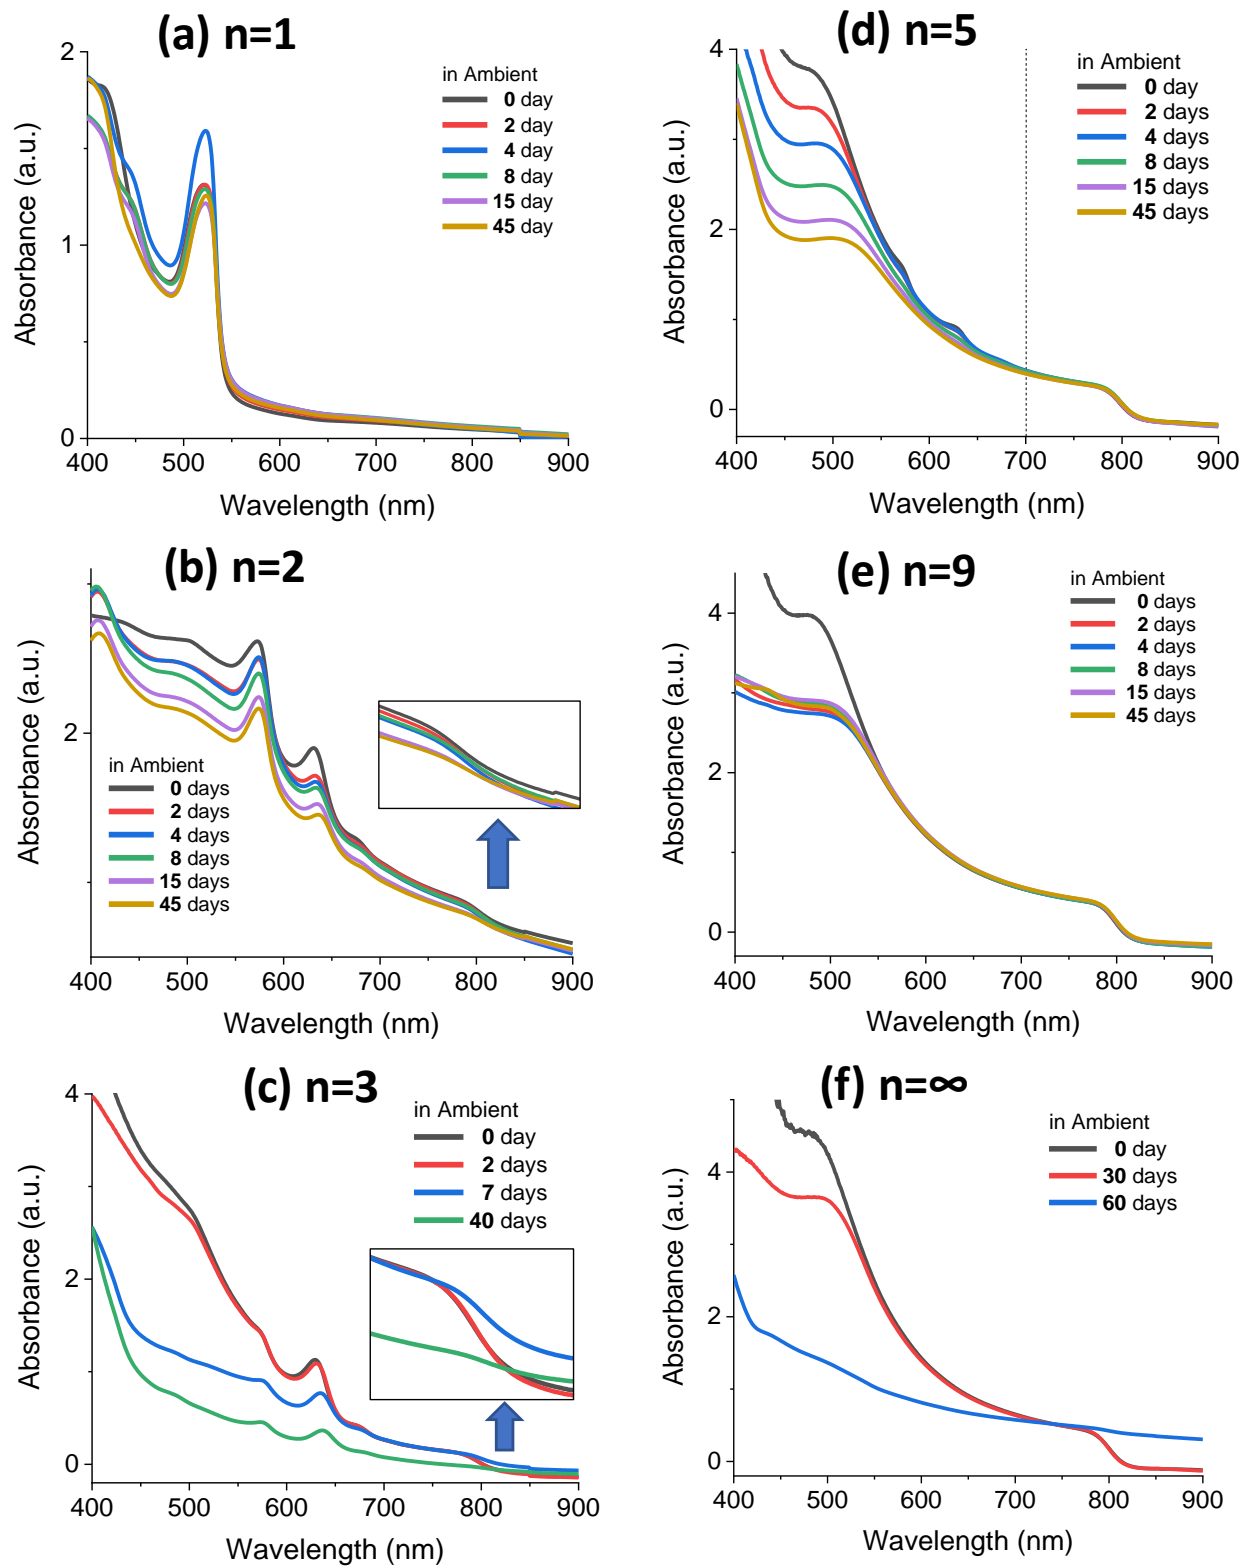 (a) n=1
2
1
0
400 500 600 700 800 900
Absorbance (a.u.)
Wavelength (nm)
in Ambient
0 day
2 day
4 day
8 day
15 day
45 day
(b) n=2
2
400 500 600 700 800 900
Absorbance (a.u.)
Wavelength (nm)
in Ambient
0 days
2 days
4 days
8 days
15 days
45 days
(c) n=3
4
2
0
400 500 600 700 800 900
Absorbance (a.u.)
Wavelength (nm)
in Ambient
0 day
2 days
7 days
40 days
(d) n=5
4
2
0
400 500 600 700 800 900
Absorbance (a.u.)
Wavelength (nm)
in Ambient
0 day
2 days
4 days
8 days
15 days
45 days
(e) n=9
4
2
0
400 500 600 700 800 900
Absorbance (a.u.)
Wavelength (nm)
in Ambient
0 days
2 days
4 days
8 days
15 days
45 days
(f) n=∞
4
2
0
400 500 600 700 800 900
Absorbance (a.u.)
Wavelength (nm)
in Ambient
0 day
30 days
60 days